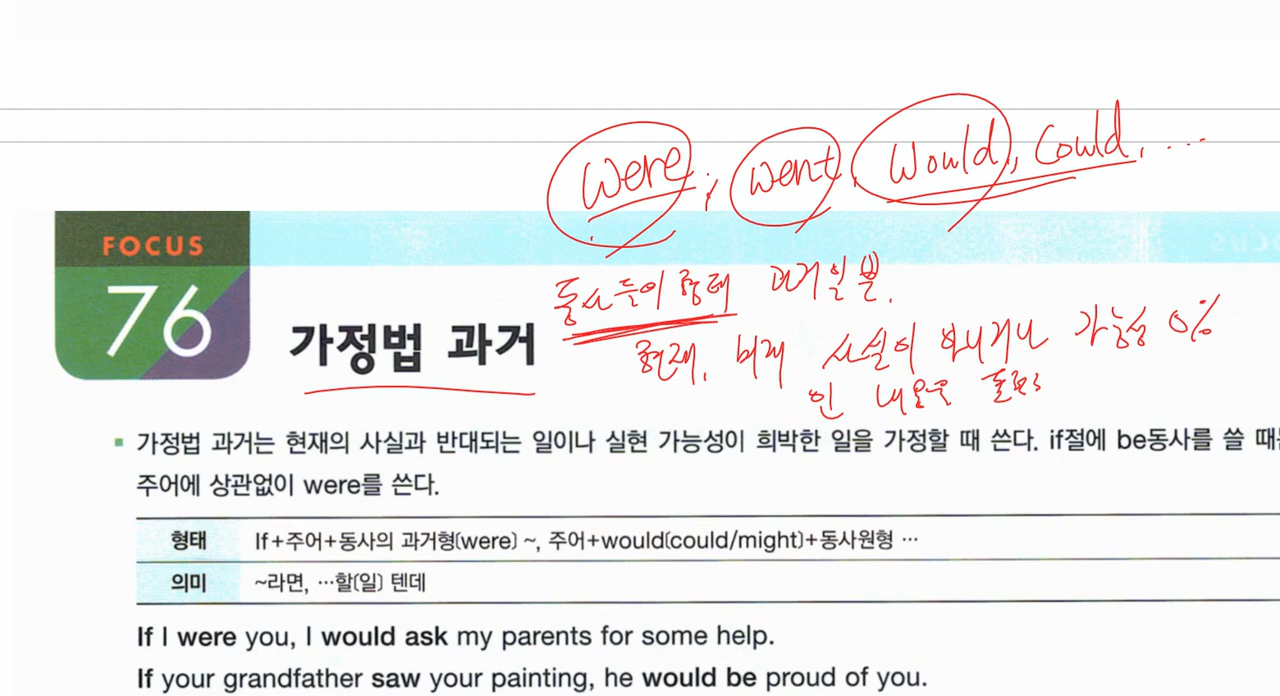 were, went, would, could, ...
FOCUS
76
가정법 과거
동사들이 형태 과거일 뿐.
현재, 미래 사실이 아니거나 가능성 0%
인 내용을 표현
가정법 과거는 현재의 사실과 반대되는 일이나 실현 가능성이 희박한 일을 가정할 때 쓴다. if절에 be동사를 쓸 때
주어에 상관없이 were를 쓴다.
형태 If+주어+동사의 과거형(were) ~, 주어+would(could/might)+동사원형 …
의미 ~라면, …할(일) 텐데
If I were you, I would ask my parents for some help.
If your grandfather saw your painting, he would be proud of you.